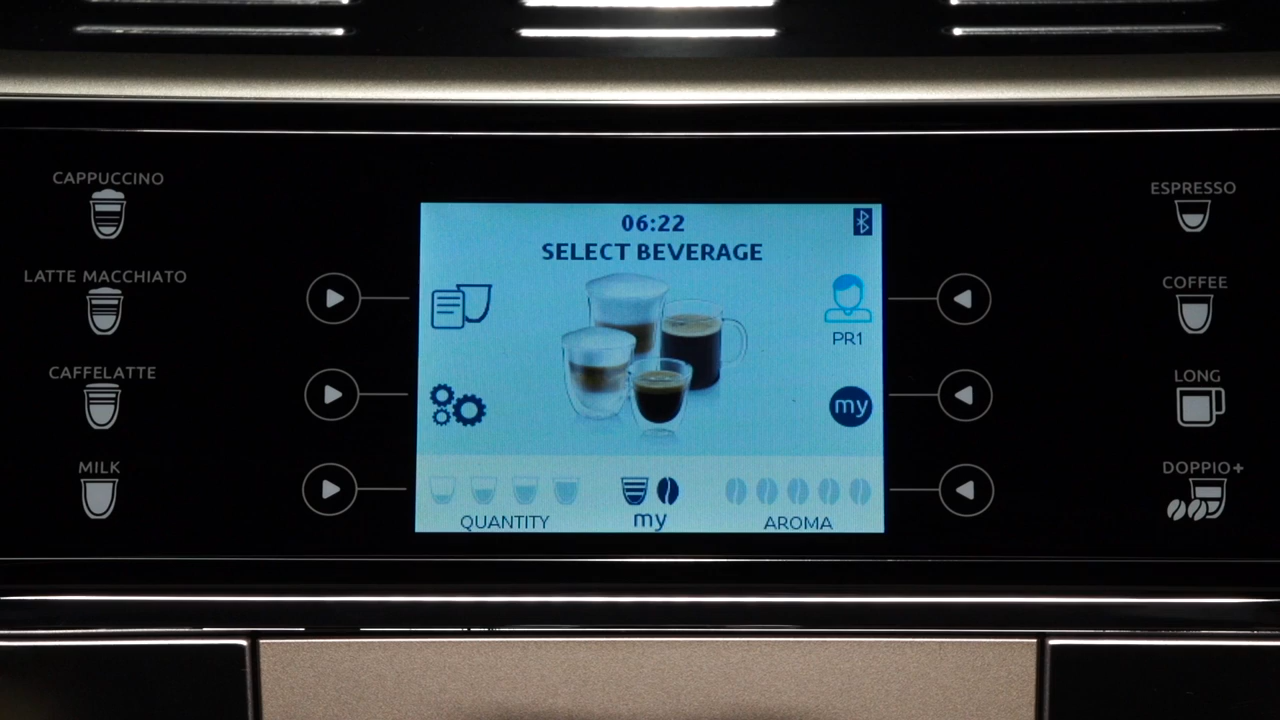 CAPPUCCINO
LATTE MACCHIATO
CAFFELATTE
MILK
06:22
SELECT BEVERAGE
PR1
my
QUANTITY
my
AROMA
ESPRESSO
COFFEE
LONG
DOPPIO+